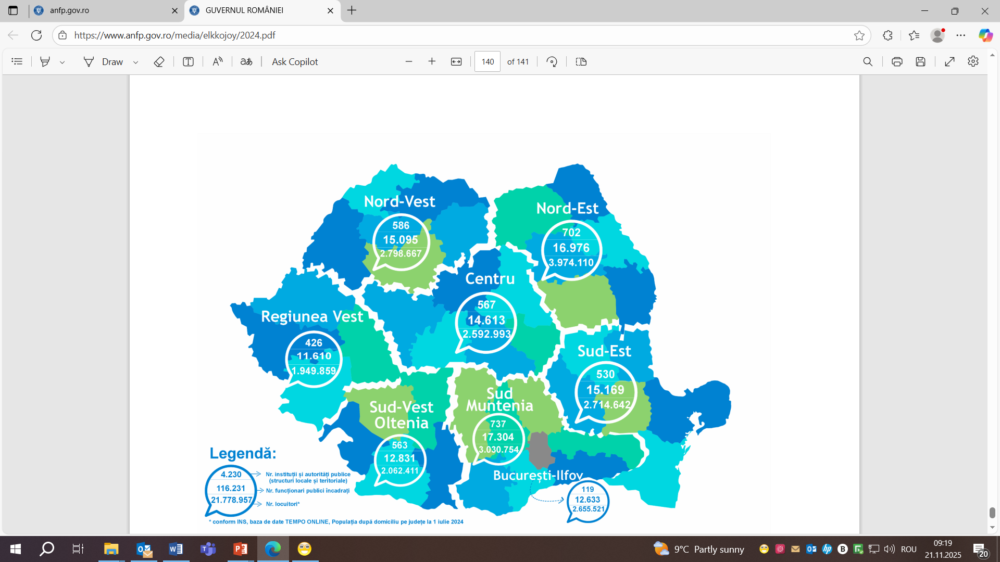 anfp.gov.ro
GUVERNUL ROMÂNIEI
https://www.anfp.gov.ro/media/elkkojoy/2024.pdf
Draw
Ask Copilot
140 of 141
Nord-Vest
586
15.095
2.798.667
Nord-Est
702
16.976
3.974.110
Centru
567
14.613
2.592.993
Regiunea Vest
426
11.610
1.949.859
Sud-Est
530
15.169
2.714.642
Sud-Vest
Oltenia
563
12.831
2.062.411
Sud
Muntenia
737
17.304
3.030.754
București-Ilfov
119
12.633
2.655.521
Legendă:
4.230
Nr. instituții și autorități publice
(structuri locale și teritoriale)
116.231
Nr. funcționari publici încadrați
21.778.957
Nr. locuitori*
* conform INS, baza de date TEMPO ONLINE, Populația după domiciliu pe județe la 1 iulie 2024
9°C Partly sunny
ROU
09:19
21.11.2025
20